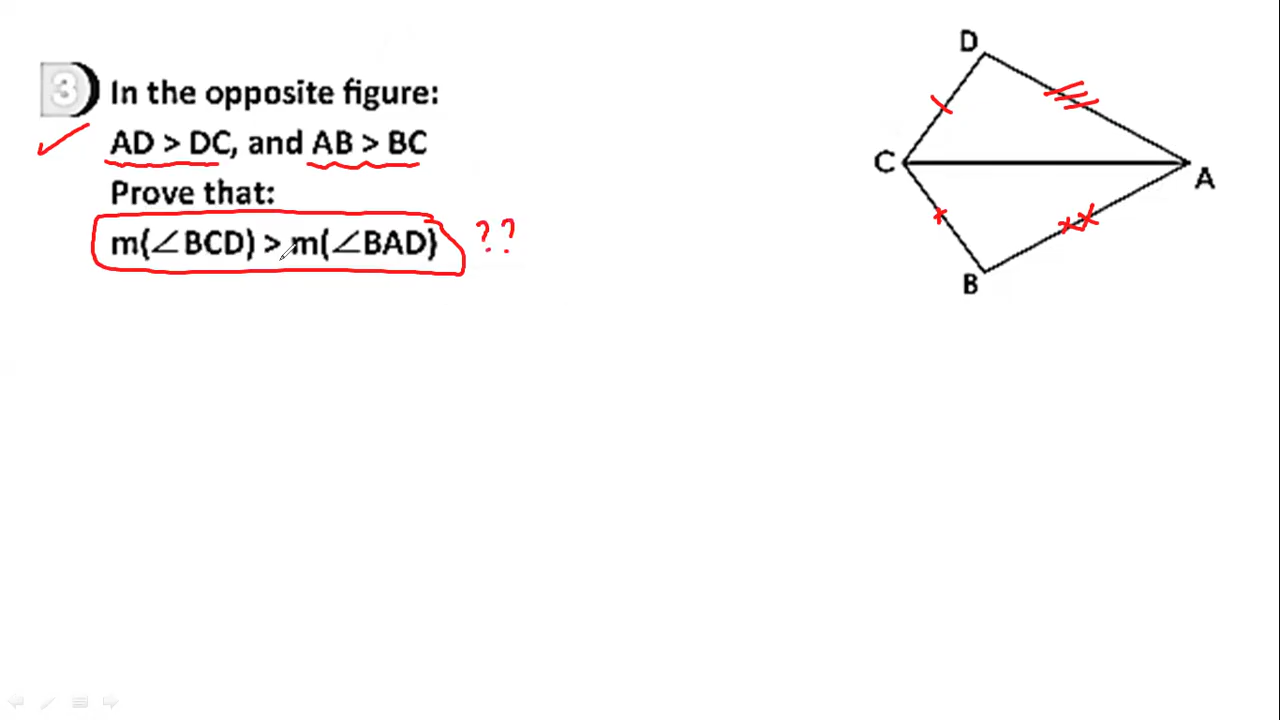 3 In the opposite figure:
AD > DC, and AB > BC
Prove that:
m(∠BCD) > m(∠BAD) ??
D
C
A
B